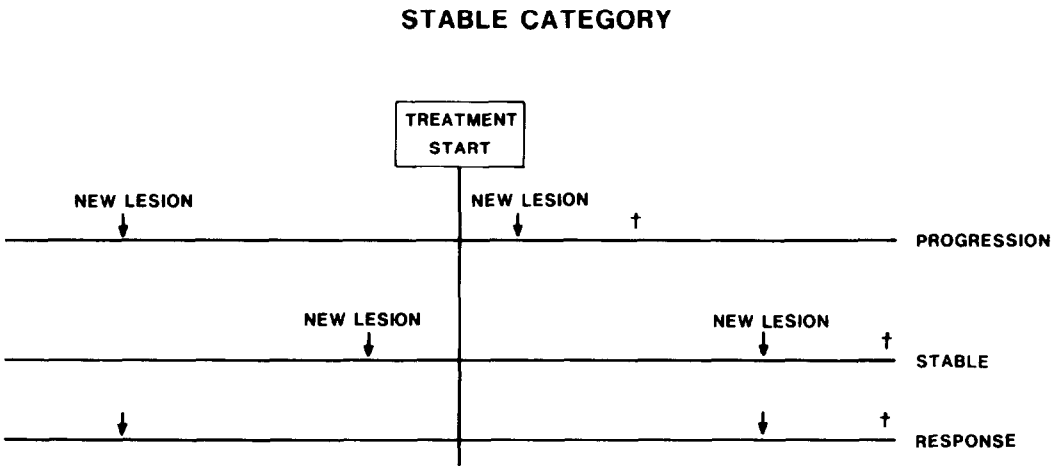 STABLE CATEGORY
TREATMENT
START
NEW LESION
NEW LESION
†
PROGRESSION
NEW LESION
NEW LESION
†
STABLE
†
RESPONSE